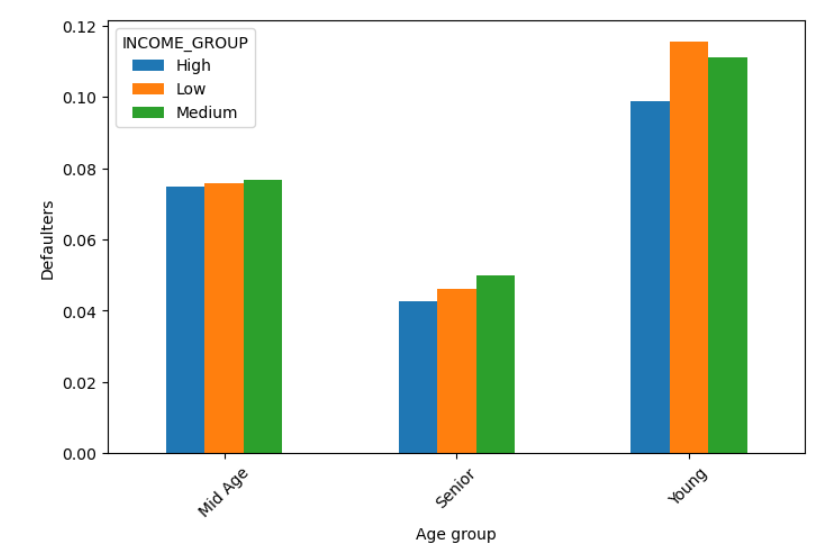 0.12
0.10
0.08
0.06
0.04
0.02
0.00
Defaulters
INCOME_GROUP
High
Low
Medium
Mid Age
Senior
Young
Age group